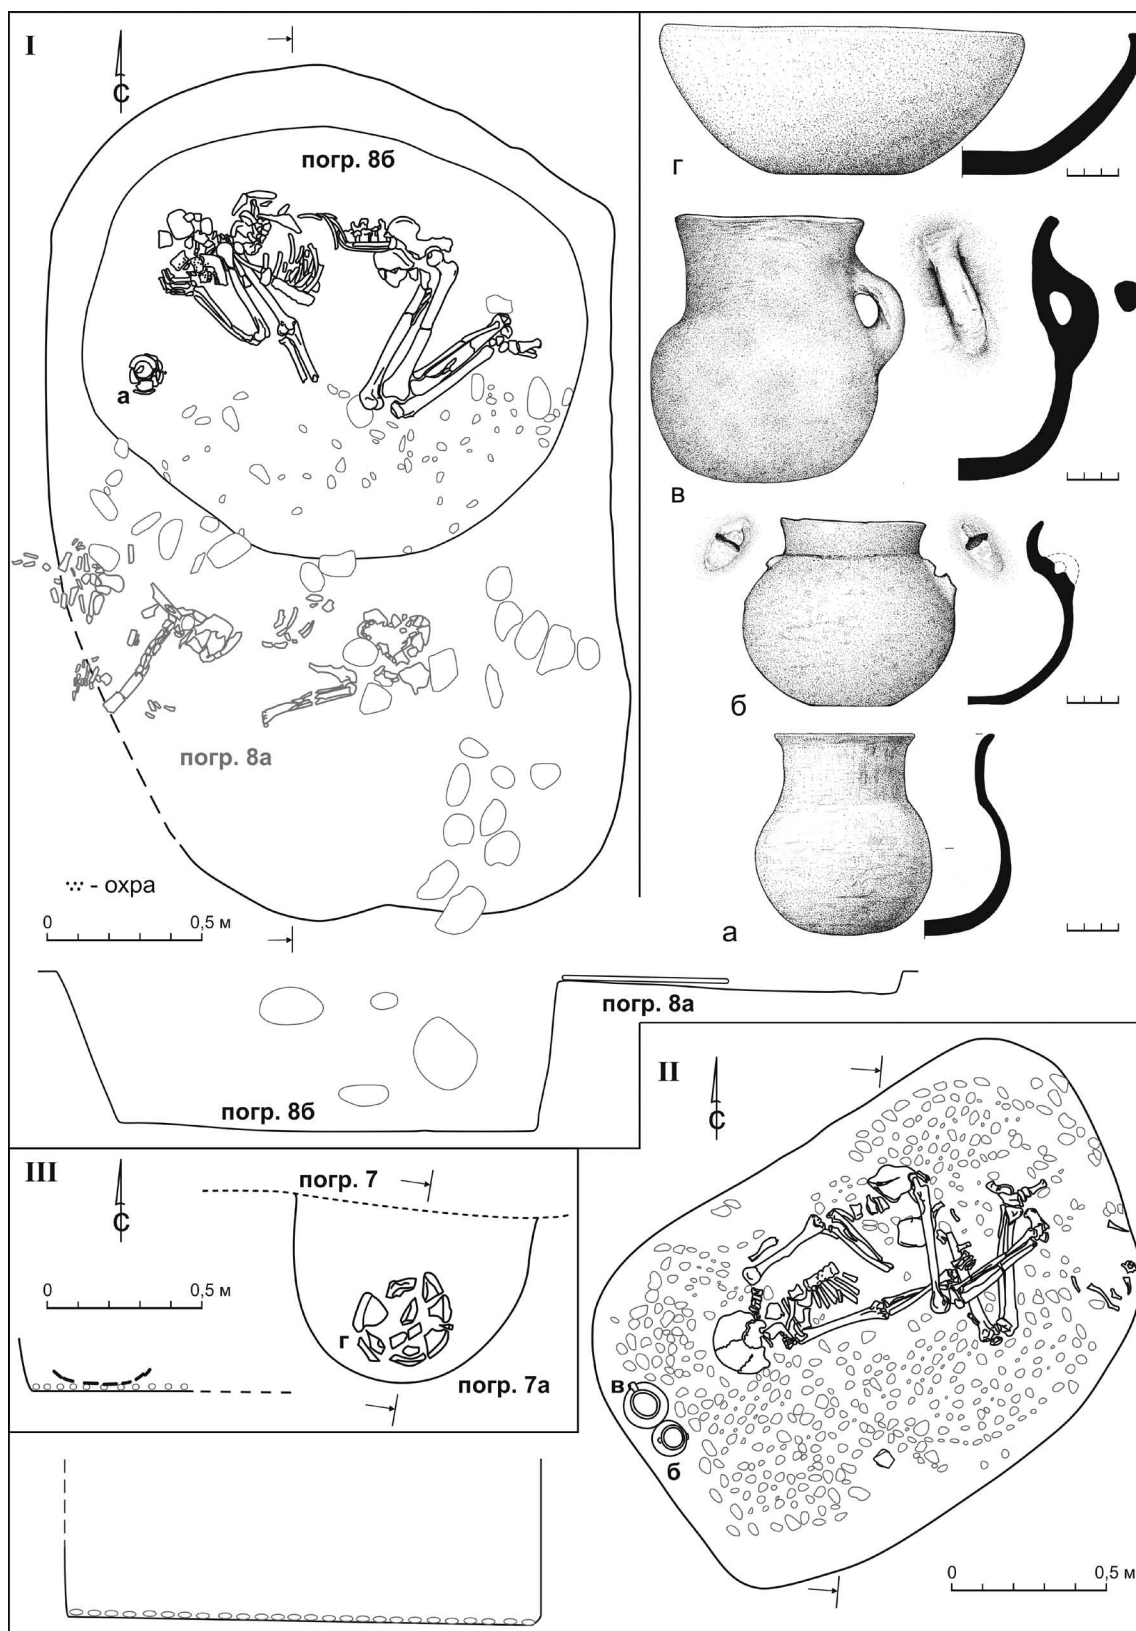 I
С
погр. 8б
а
погр. 8а
∵ - охра
0 0,5 м
погр. 8а
погр. 8б
г
в
б
а
II
С
в
б
0 0,5 м
III
С
погр. 7
0 0,5 м
г
погр. 7а